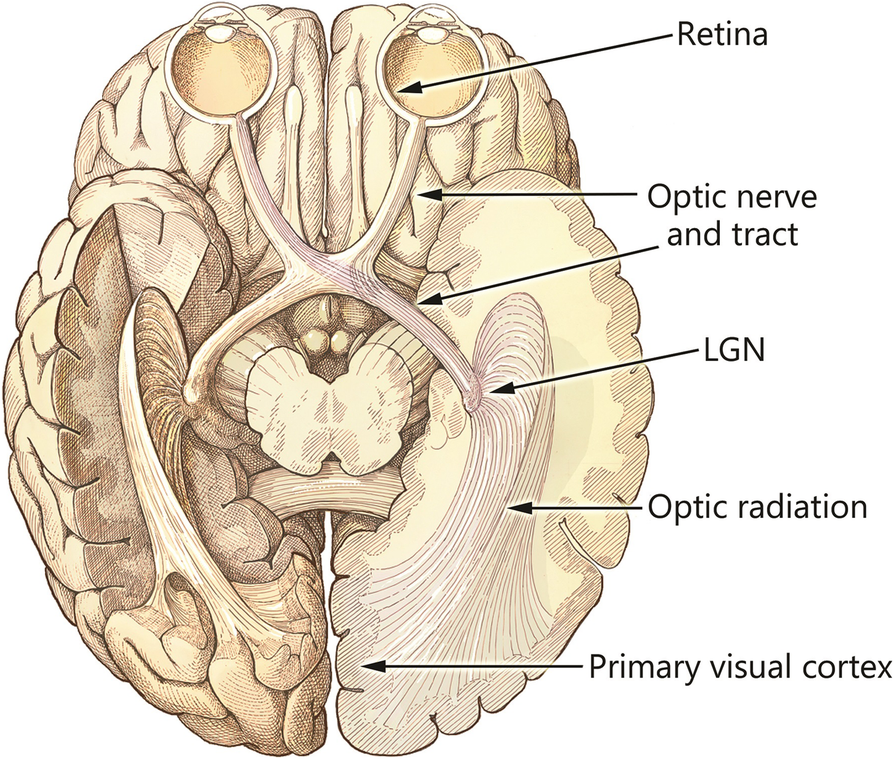 Retina
Optic nerve
and tract
LGN
Optic radiation
Primary visual cortex